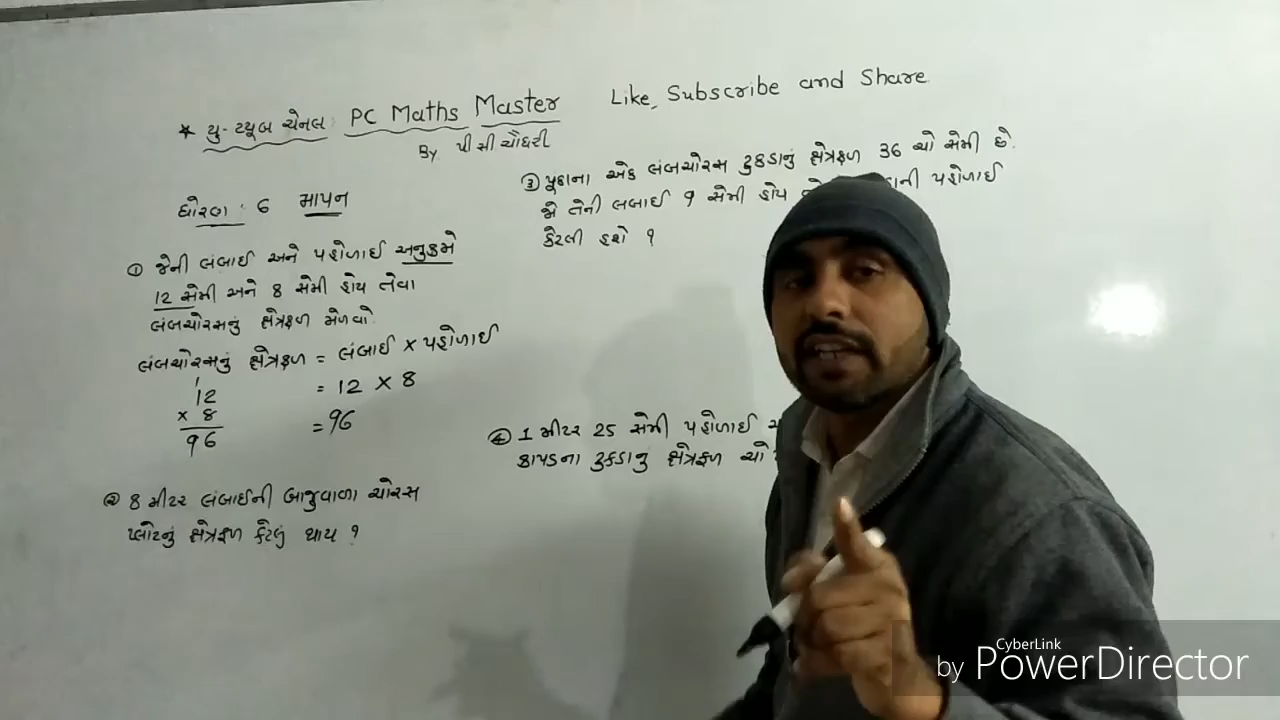 * યુ-ટ્યૂબ ચેનલ PC Maths Master Like, Subscribe and Share
By પી સી ચૌધરી
ધોરણ : 6 માપન
① જેની લંબાઈ અને પહોળાઈ અનુક્રમે
12 સેમી અને 8 સેમી હોય તેવા
લંબચોરસનું ક્ષેત્રફળ મેળવો.
લંબચોરસનું ક્ષેત્રફળ = લંબાઈ × પહોળાઈ
= 12 × 8
= 96
1
12
× 8
96
② 8 મીટર લંબાઈની બાજુવાળા ચોરસ
પ્લોટનું ક્ષેત્રફળ કેટલું થાય ?
③ પૂઠાના એક લંબચોરસ ટુકડાનું ક્ષેત્રફળ 36 ચો સેમી છે.
જો તેની લંબાઈ 9 સેમી હોય પહોળાઈ
કેટલી હશે ?
④ 1 મીટર 25 સેમી પહોળાઈ
કાપડના ટુકડાનુ ક્ષેત્રફળ ચો
CyberLink
by PowerDirector